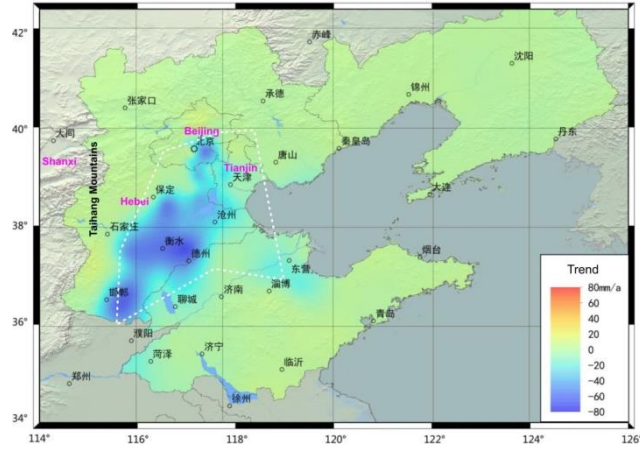 42°
40°
38°
36°
34°
114°
116°
118°
120°
122°
124°
126°
赤峰
沈阳
张家口
承德
锦州
大同
Beijing
北京
秦皇岛
丹东
Shanxi
Taihang Mountains
Tianjin
唐山
天津
Hebei
保定
大连
石家庄
沧州
衡水
德州
烟台
东营
邯郸
聊城
济南
淄博
青岛
濮阳
菏泽
济宁
临沂
郑州
徐州
Trend
80mm/a
60
40
20
0
-20
-40
-60
-80